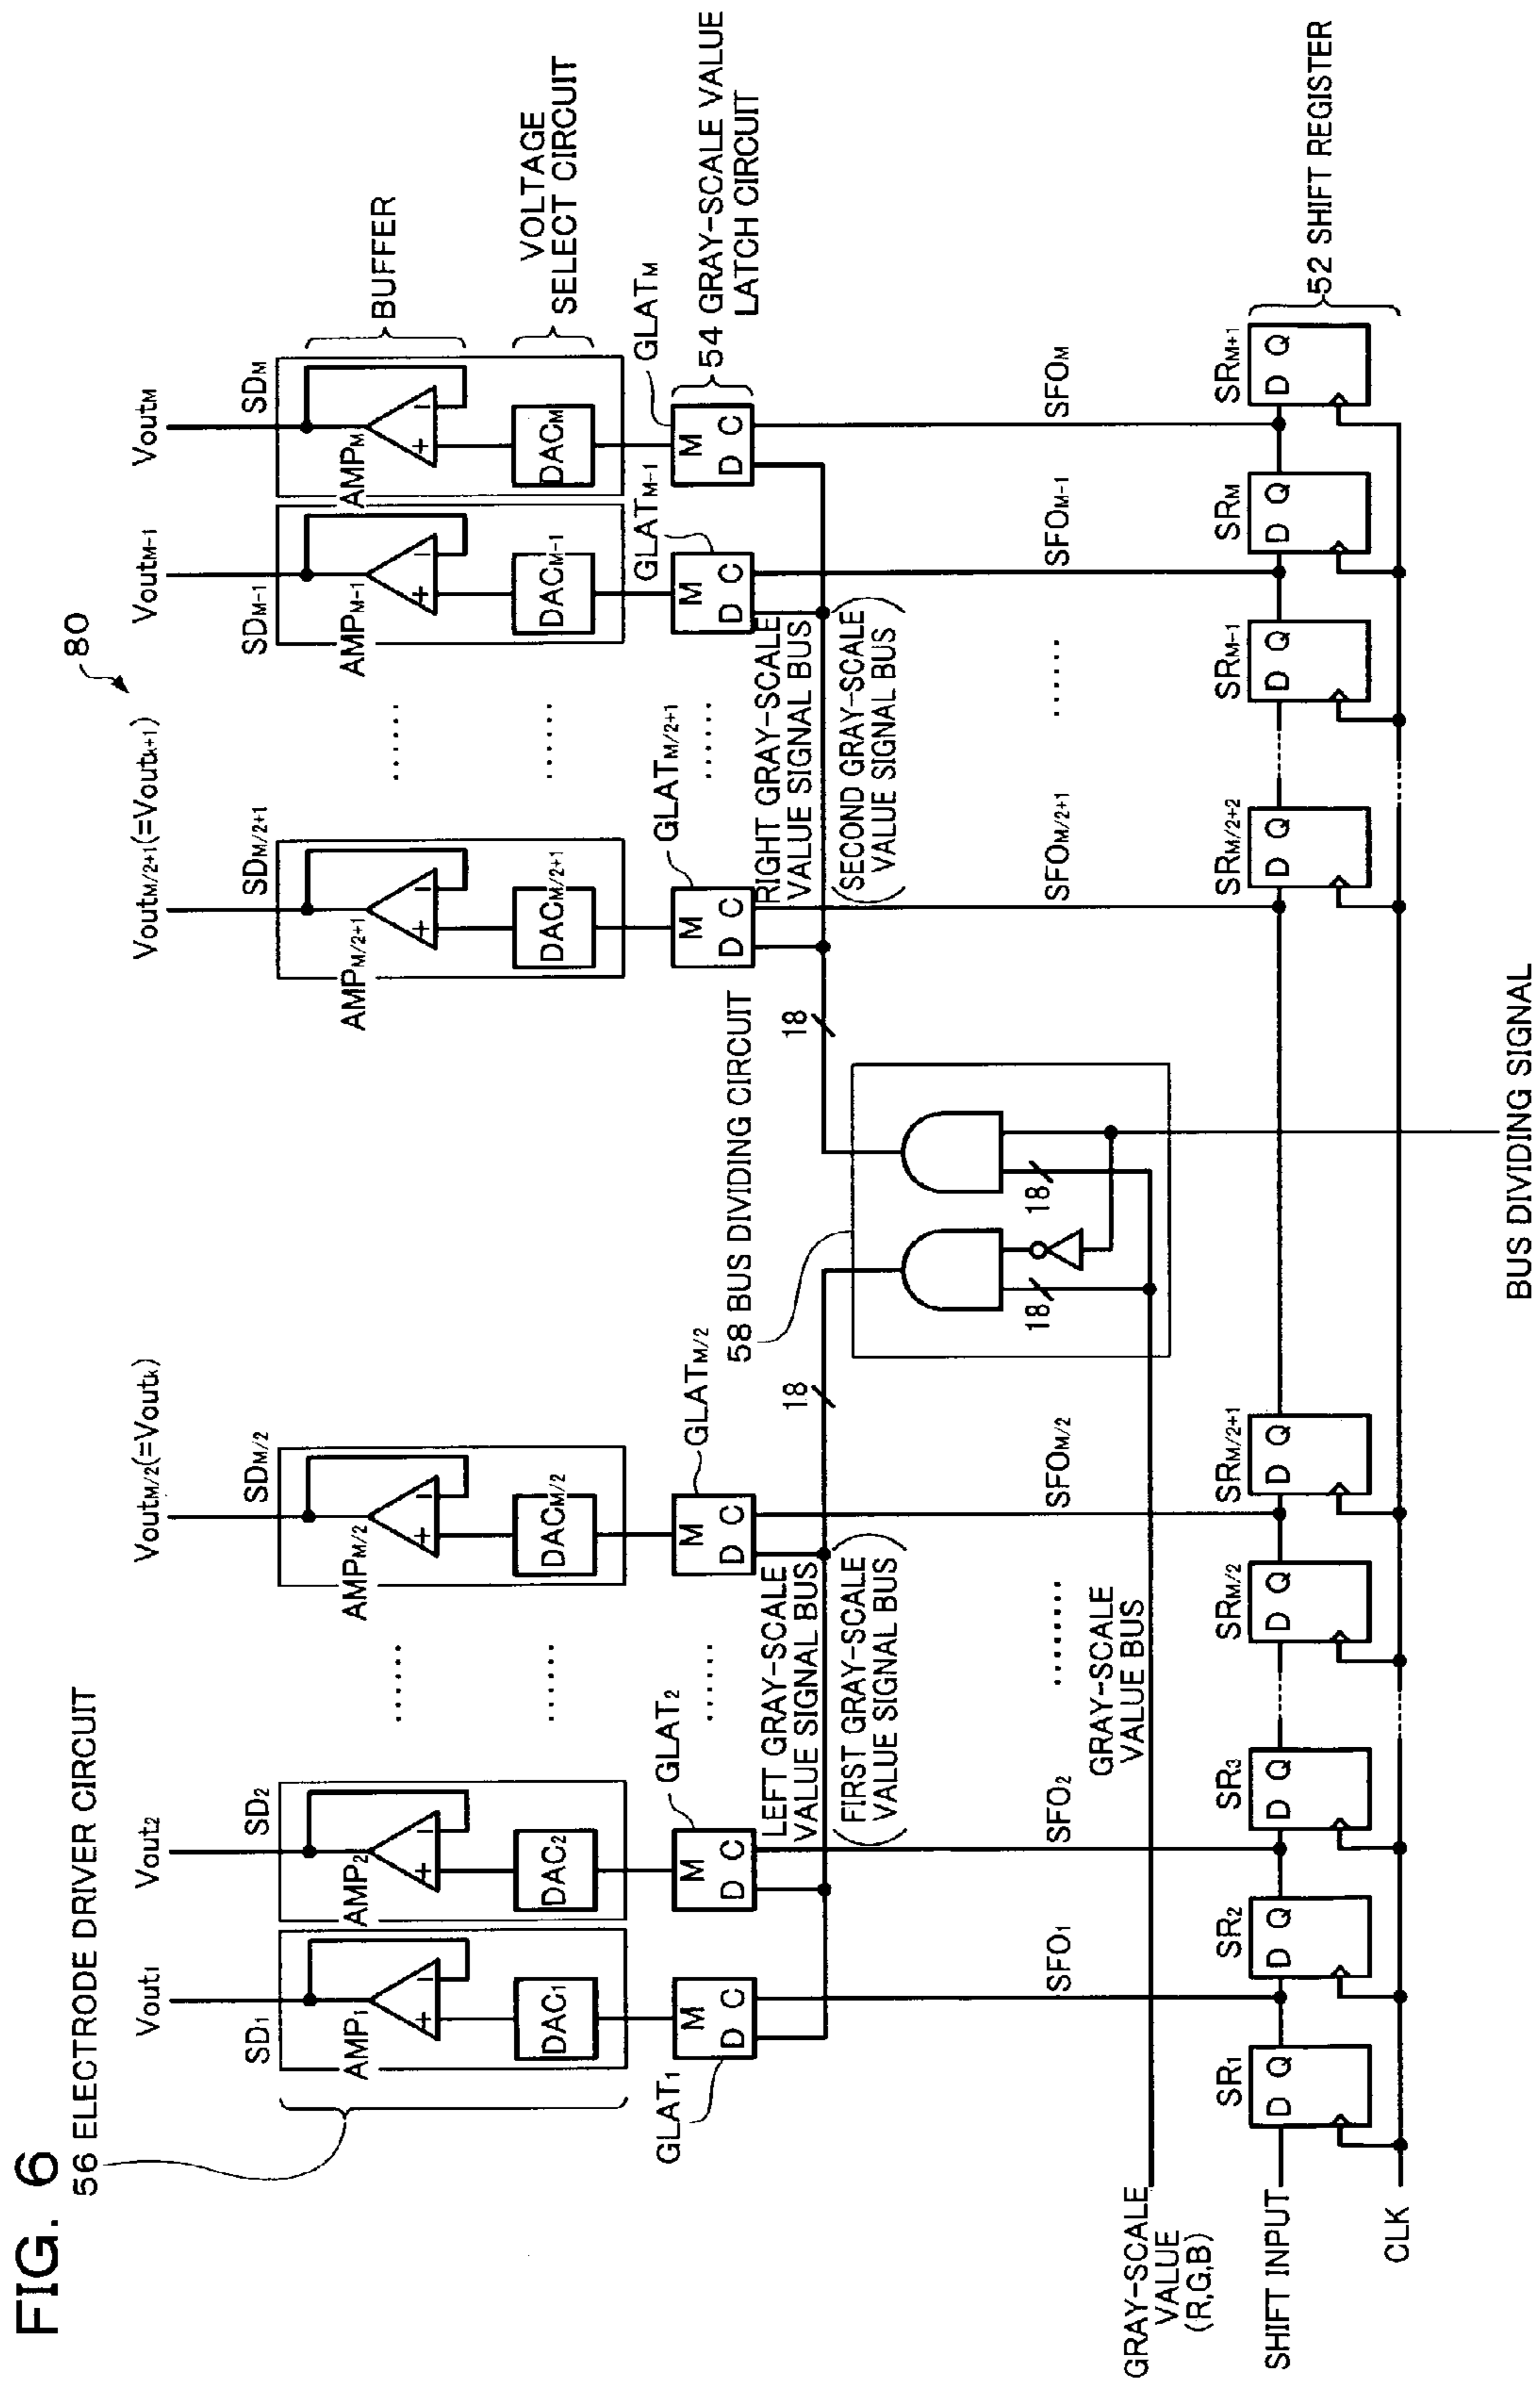 FIG. 6
56 ELECTRODE DRIVER CIRCUIT
80
Vout1
Vout2
VoutM/2(=Voutk)
VoutM/2+1(=Voutk+1)
VoutM-1
VoutM
SD1
SD2
SDM/2
SDM/2+1
SDM-1
SDM
AMP1
AMP2
AMPM/2
AMPM/2+1
AMPM-1
AMPM
+ −
+ −
+ −
+ −
+ −
+ −
......
......
BUFFER
DAC1
DAC2
......
DACM/2
DACM/2+1
......
DACM-1
DACM
VOLTAGE
SELECT CIRCUIT
GLAT1
GLAT2
GLATM/2
GLATM/2+1
GLATM-1
GLATM
M
D C
M
D C
......
M
D C
M
D C
......
M
D C
M
D C
54 GRAY-SCALE VALUE
LATCH CIRCUIT
LEFT GRAY-SCALE
VALUE SIGNAL BUS
(FIRST GRAY-SCALE
VALUE SIGNAL BUS)
18
58 BUS DIVIDING CIRCUIT
18
RIGHT GRAY-SCALE
VALUE SIGNAL BUS
(SECOND GRAY-SCALE
VALUE SIGNAL BUS)
18
18
SFO1
SFO2
........
SFOM/2
SFOM/2+1
......
SFOM-1
SFOM
GRAY-SCALE
VALUE BUS
GRAY-SCALE
VALUE
(R,G,B)
SR1
SR2
SR3
SRM/2
SRM/2+1
SRM/2+2
SRM-1
SRM
SRM+1
SHIFT INPUT
D Q
D Q
D Q
D Q
D Q
D Q
D Q
D Q
D Q
52 SHIFT REGISTER
CLK
BUS DIVIDING SIGNAL